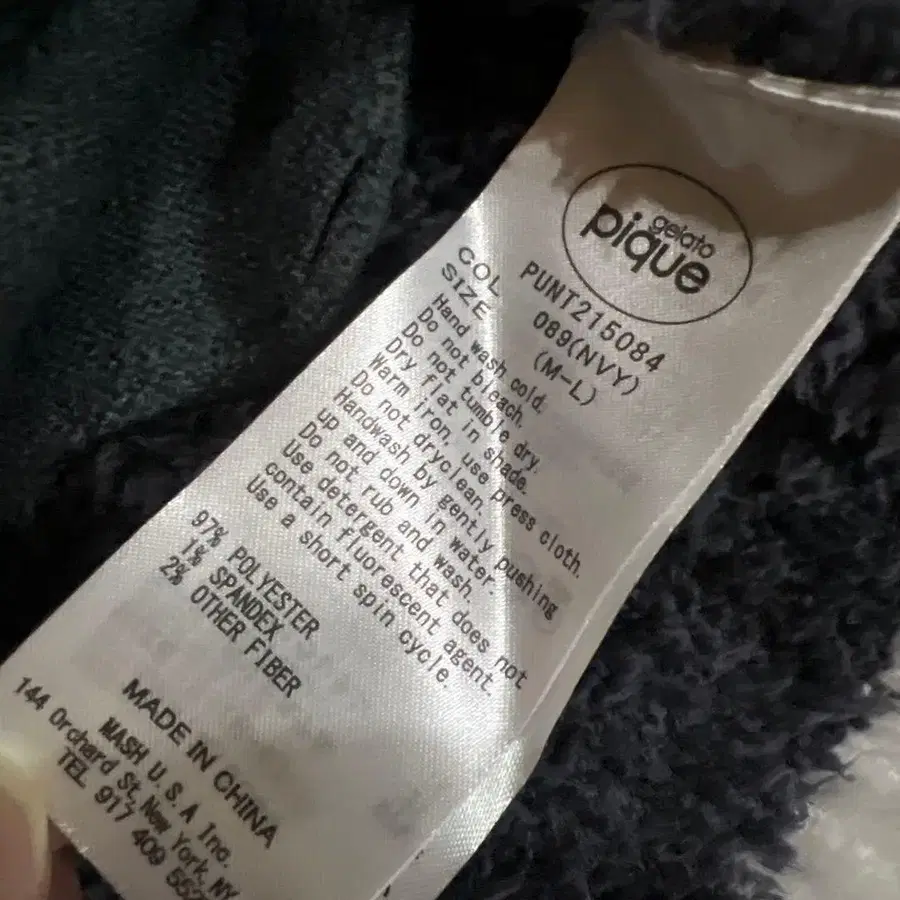 gelato
pique
PUNT215084
COL 089(NVY)
SIZE (M-L)
Hand wash cold.
Do not bleach.
Do not tumble dry.
Dry flat in shade.
Warm iron, use press cloth.
Do not dryclean.
Handwash by gently pushing
up and down in water.
Do not rub and wash.
Use detergent that does not
contain fluorescent agent.
Use a short spin cycle.
97% POLYESTER
1% SPANDEX
2% OTHER FIBER
MADE IN CHINA
MASH U.S.A Inc.
144 Orchard St, New York, NY
TEL 917 409